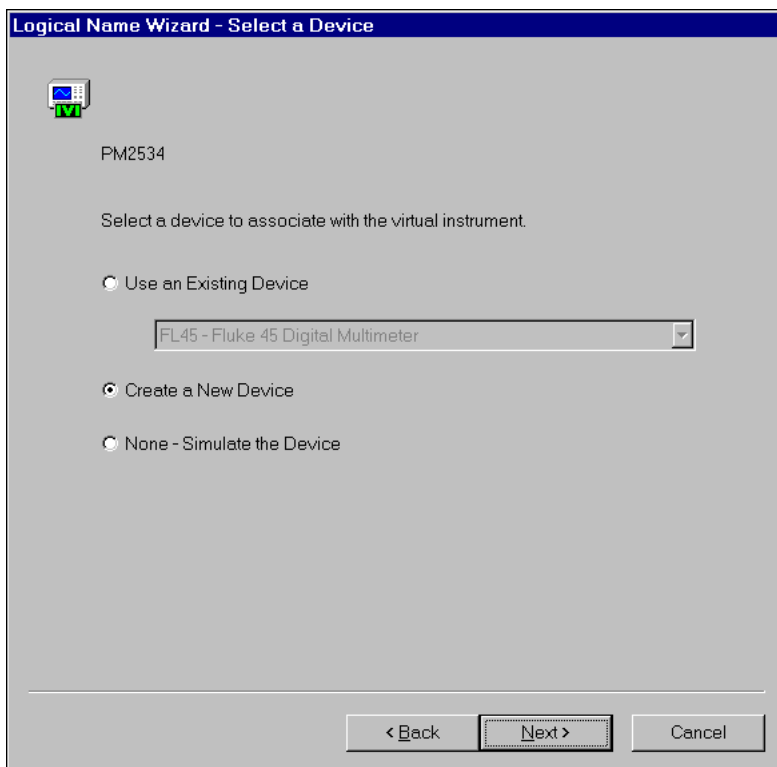 Logical Name Wizard - Select a Device
IVI
PM2534
Select a device to associate with the virtual instrument.
Use an Existing Device
FL45 - Fluke 45 Digital Multimeter
Create a New Device
None - Simulate the Device
< Back
Next >
Cancel